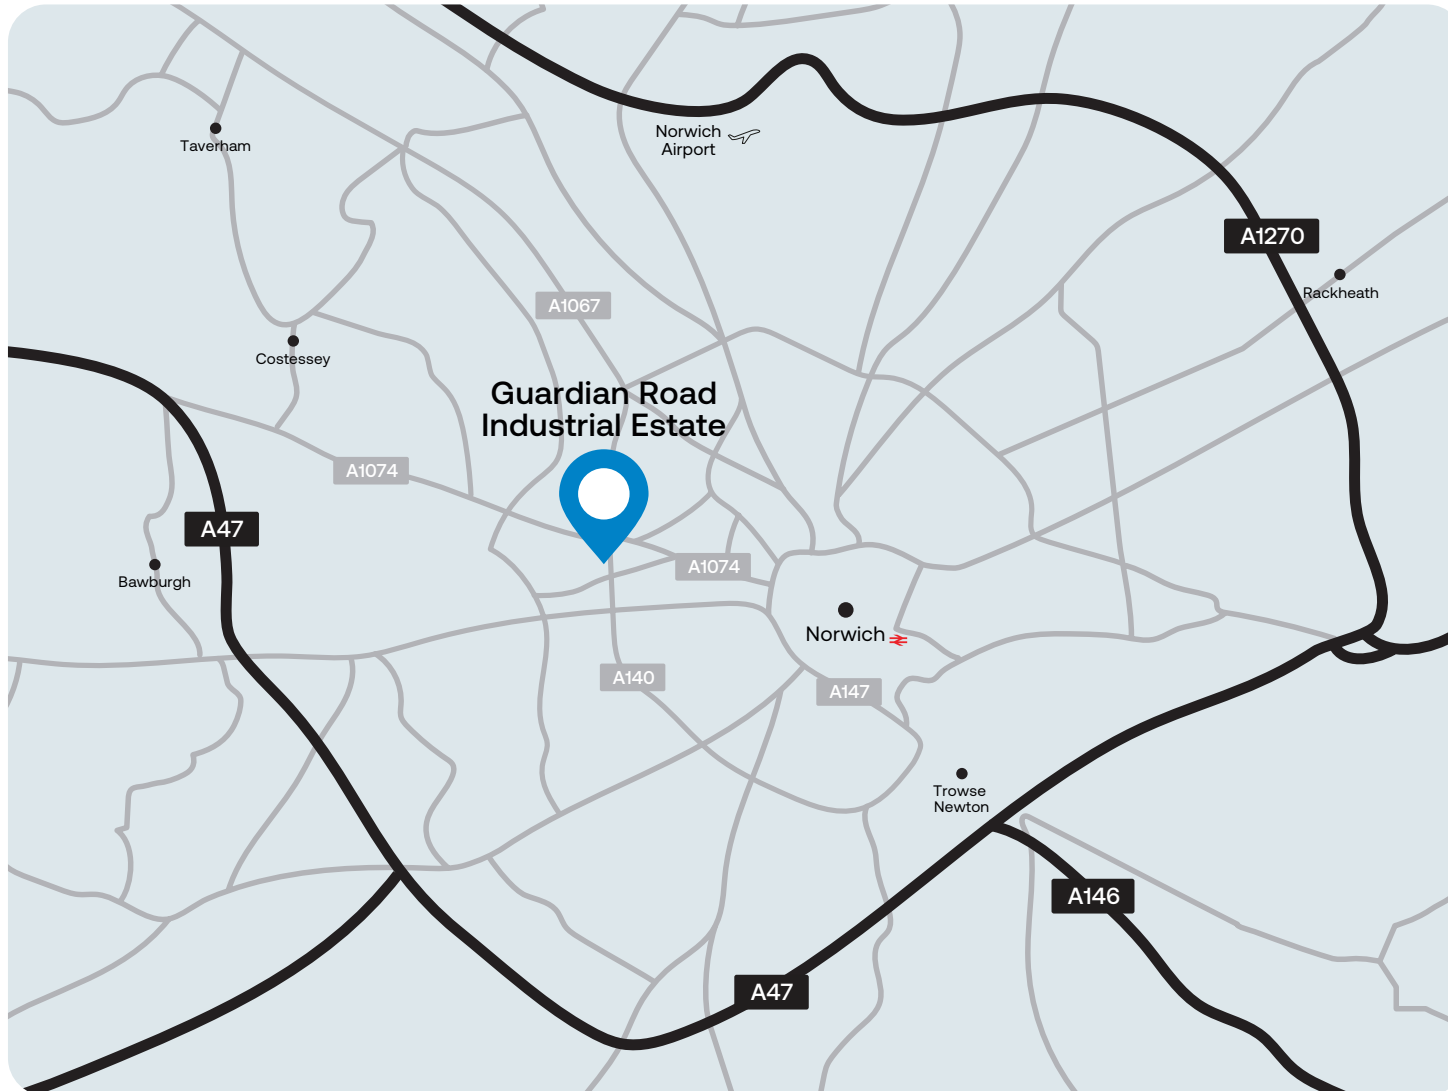 Norwich
Airport
Taverham
A1270
Rackheath
A1067
Costessey
Guardian Road
Industrial Estate
A1074
A47
A1074
Bawburgh
Norwich
A140
A147
Trowse
Newton
A146
A47